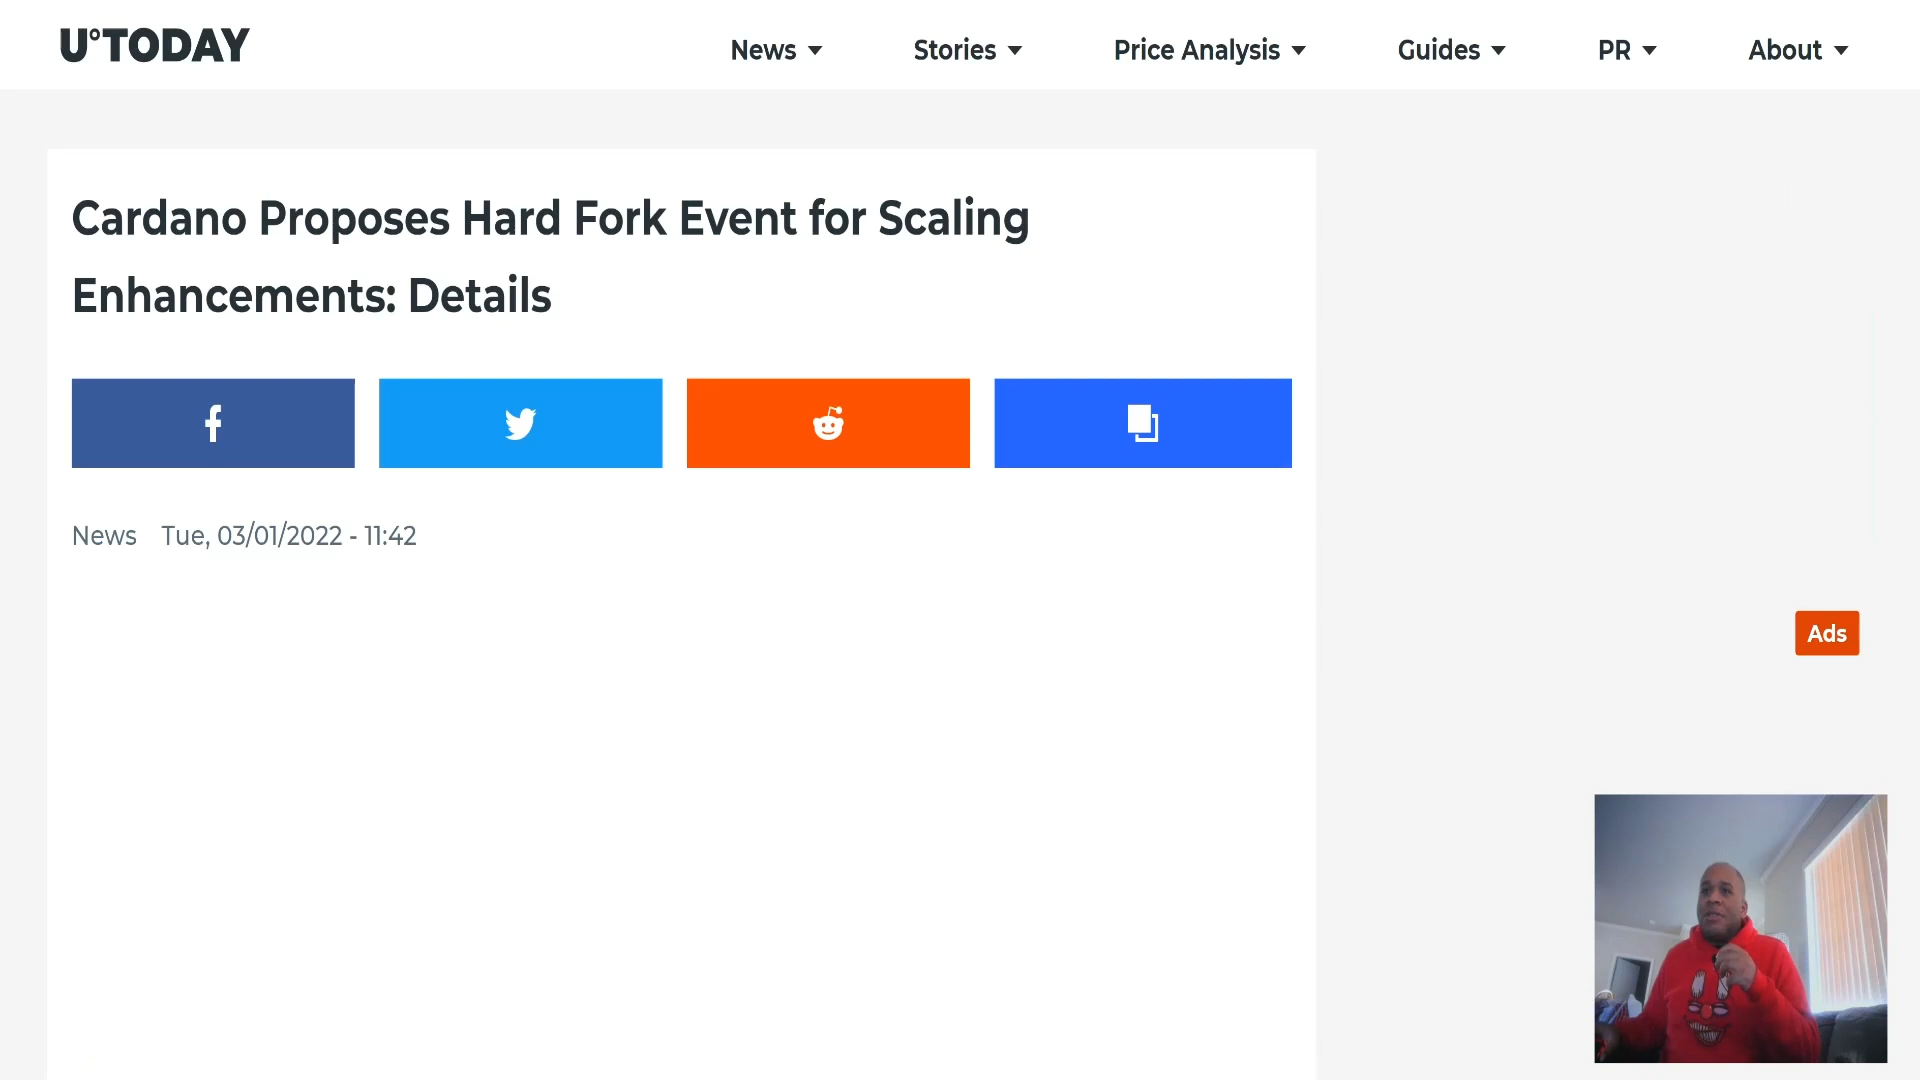 U°TODAY
News
Stories
Price Analysis
Guides
PR
About
Cardano Proposes Hard Fork Event for Scaling
Enhancements: Details
News Tue, 03/01/2022 - 11:42
Ads